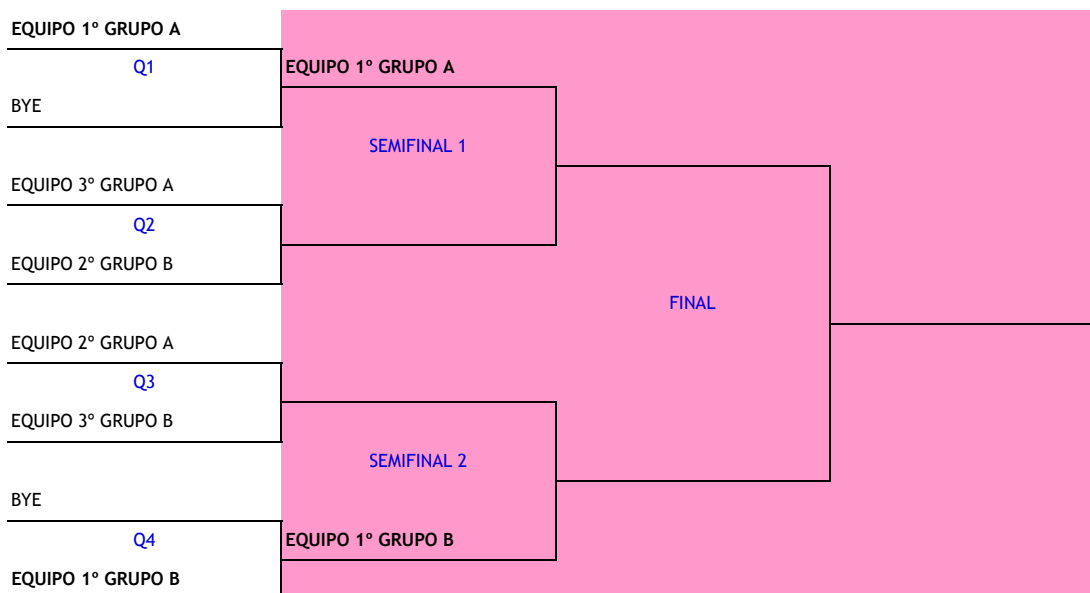 EQUIPO 1º GRUPO A
Q1
EQUIPO 1º GRUPO A
BYE
SEMIFINAL 1
EQUIPO 3º GRUPO A
Q2
EQUIPO 2º GRUPO B
FINAL
EQUIPO 2º GRUPO A
Q3
EQUIPO 3º GRUPO B
SEMIFINAL 2
BYE
Q4
EQUIPO 1º GRUPO B
EQUIPO 1º GRUPO B